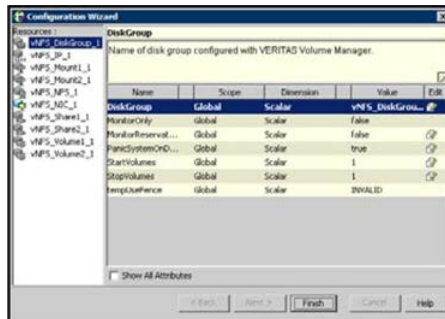 Configuration Wizard
Resources :
vNFS_DiskGroup_1
vNFS_IP_1
vNFS_Mount1_1
vNFS_Mount2_1
vNFS_NFS_1
vNFS_NIC_1
vNFS_Share1_1
vNFS_Share2_1
vNFS_Volume1_1
vNFS_Volume2_1
DiskGroup
Name of disk group configured with VERITAS Volume Manager.
Name Scope Dimension Value Edit
DiskGroup Global Scalar vNFS_DiskGrou...
MonitorOnly Global Scalar false
MonitorReservat... Global Scalar false
PanicSystemOnD... Global Scalar true
StartVolumes Global Scalar 1
StopVolumes Global Scalar 1
tempUseFence Global Scalar INVALID
Show All Attributes
< Back Next > Finish Cancel Help